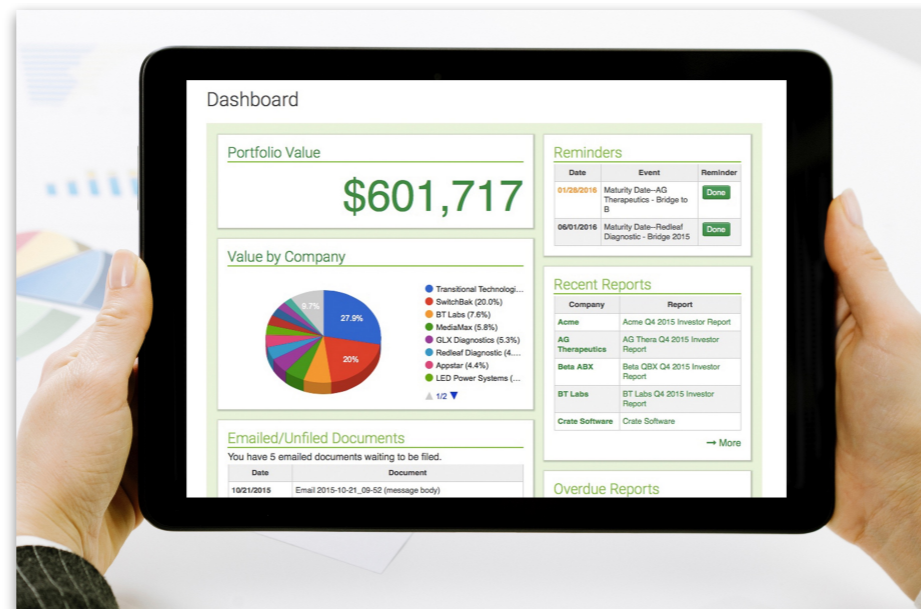 Dashboard
Portfolio Value
$601,717
Value by Company
9.7%
27.9%
20%
Transitional Technologi...
SwitchBak (20.0%)
BT Labs (7.6%)
MediaMax (5.8%)
GLX Diagnostics (5.3%)
Redleaf Diagnostic (4....
Appstar (4.4%)
LED Power Systems (...
1/2
Emailed/Unfiled Documents
You have 5 emailed documents waiting to be filed.
Date Document
10/21/2015 Email 2015-10-21_09-52 (message body)
Reminders
Date Event Reminder
01/28/2016 Maturity Date--AG Done
Therapeutics - Bridge to
B
06/01/2016 Maturity Date--Redleaf Done
Diagnostic - Bridge 2015
Recent Reports
Company Report
Acme Acme Q4 2015 Investor Report
AG AG Thera Q4 2015 Investor
Therapeutics Report
Beta ABX Beta QBX Q4 2015 Investor
Report
BT Labs BT Labs Q4 2015 Investor
Report
Crate Software Crate Software
→ More
Overdue Reports